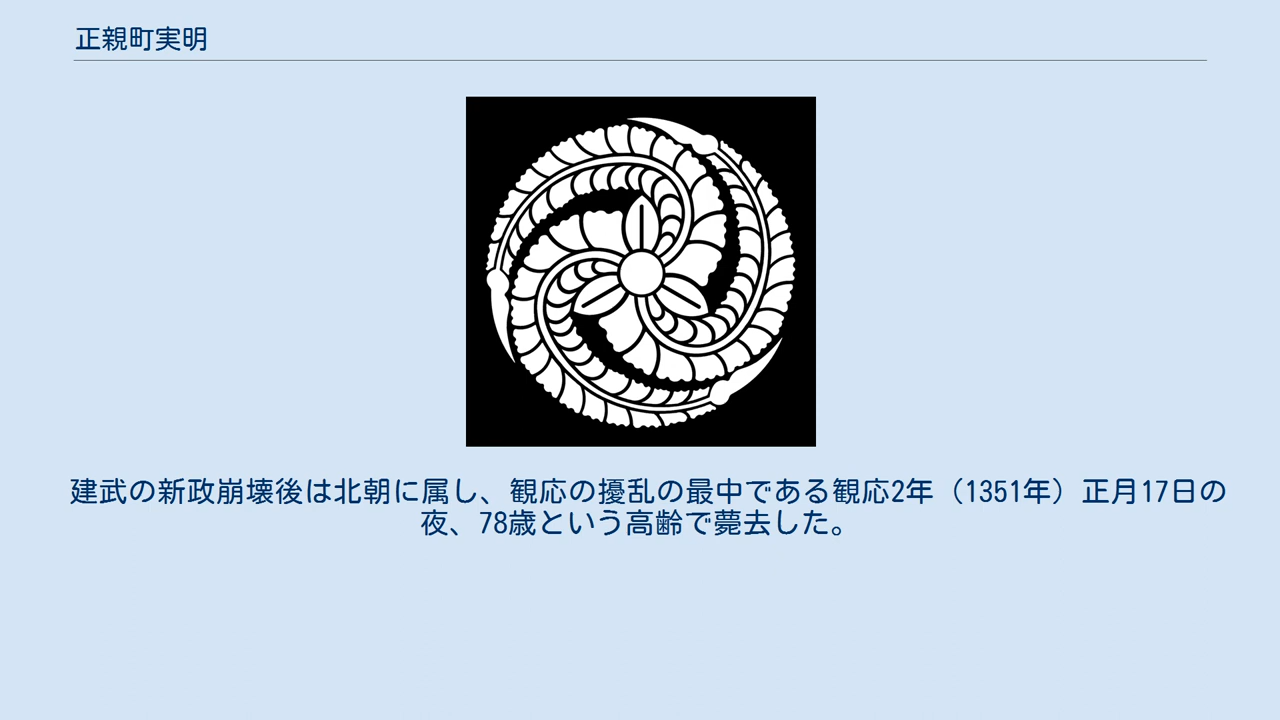 正親町実明
建武の新政崩壊後は北朝に属し、観応の擾乱の最中である観応2年（1351年）正月17日の
夜、78歳という高齢で薨去した。